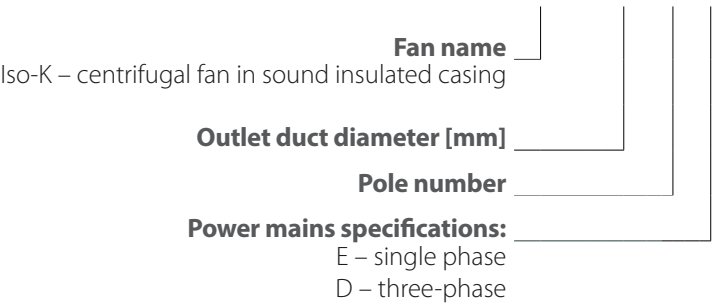 Fan name
Iso-K – centrifugal fan in sound insulated casing
Outlet duct diameter [mm]
Pole number
Power mains specifications:
E – single phase
D – three-phase